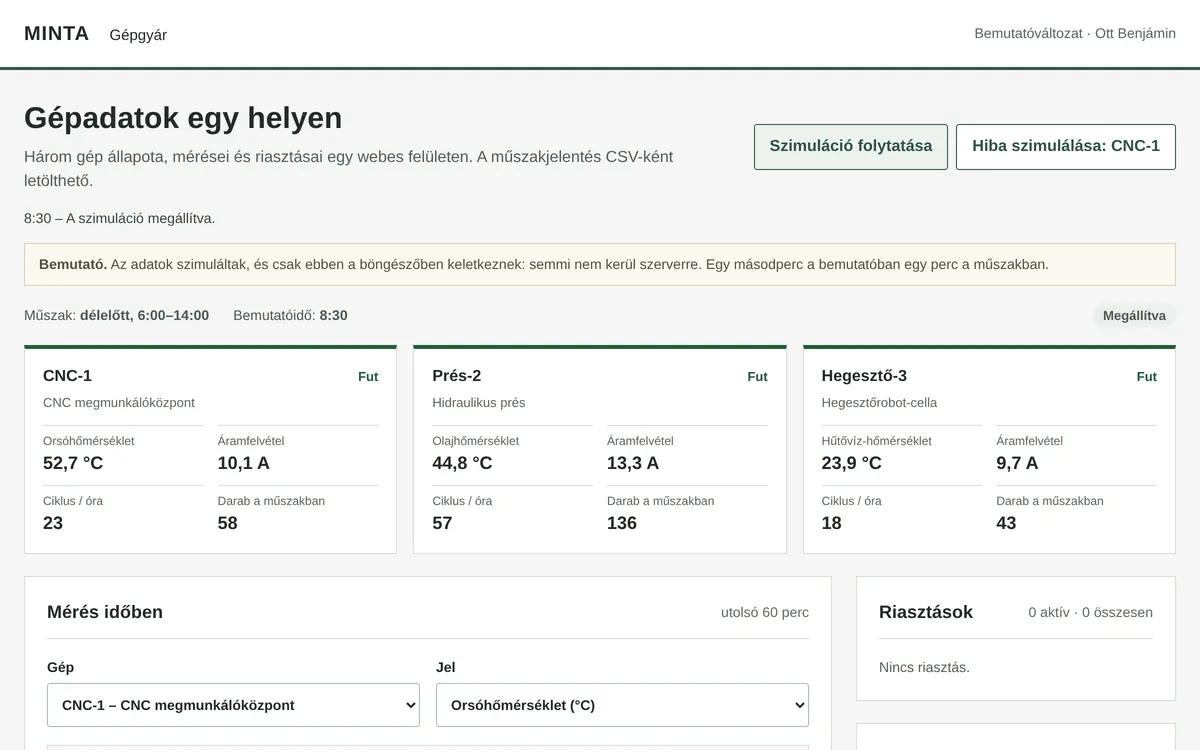 MINTA Gépgyár
Bemutatóváltozat · Ott Benjámin
Gépadatok egy helyen
Három gép állapota, mérései és riasztásai egy webes felületen. A műszakjelentés CSV-ként
letölthető.
Szimuláció folytatása
Hiba szimulálása: CNC-1
8:30 – A szimuláció megállítva.
Bemutató. Az adatok szimuláltak, és csak ebben a böngészőben keletkeznek: semmi nem kerül szerverre. Egy másodperc a bemutatóban egy perc a műszakban.
Műszak: délelőtt, 6:00–14:00 Bemutatóidő: 8:30
Megállítva
CNC-1 Fut
CNC megmunkálóközpont
Orsóhőmérséklet Áramfelvétel
52,7 °C 10,1 A
Ciklus / óra Darab a műszakban
23 58
Prés-2 Fut
Hidraulikus prés
Olajhőmérséklet Áramfelvétel
44,8 °C 13,3 A
Ciklus / óra Darab a műszakban
57 136
Hegesztő-3 Fut
Hegesztőrobot-cella
Hűtővíz-hőmérséklet Áramfelvétel
23,9 °C 9,7 A
Ciklus / óra Darab a műszakban
18 43
Mérés időben utolsó 60 perc
Gép Jel
CNC-1 – CNC megmunkálóközpont Orsóhőmérséklet (°C)
Riasztások 0 aktív · 0 összesen
Nincs riasztás.